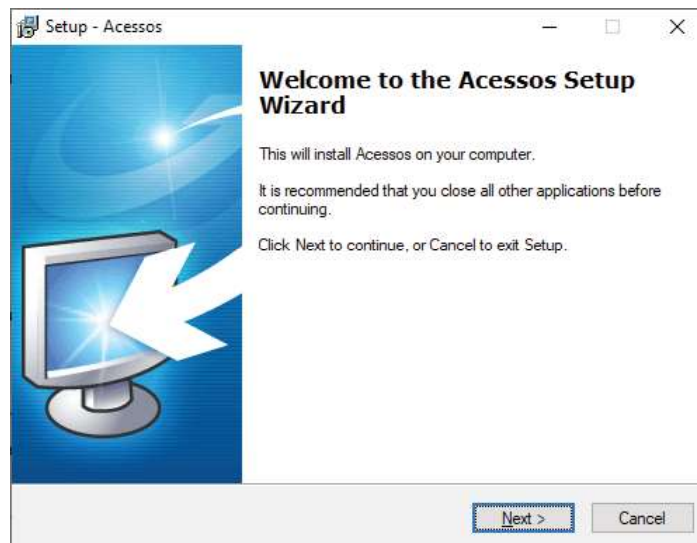 Setup - Acessos
Welcome to the Acessos Setup
Wizard
This will install Acessos on your computer.
It is recommended that you close all other applications before
continuing.
Click Next to continue, or Cancel to exit Setup.
Next >
Cancel